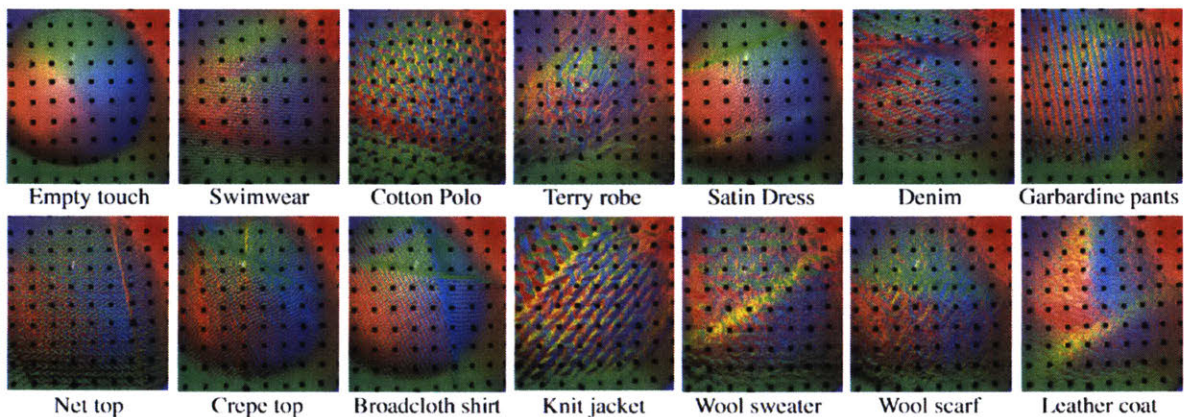 Empty touch Swimwear Cotton Polo Terry robe Satin Dress Denim Garbardine pants
Net top Crepe top Broadcloth shirt Knit jacket Wool sweater Wool scarf Leather coat